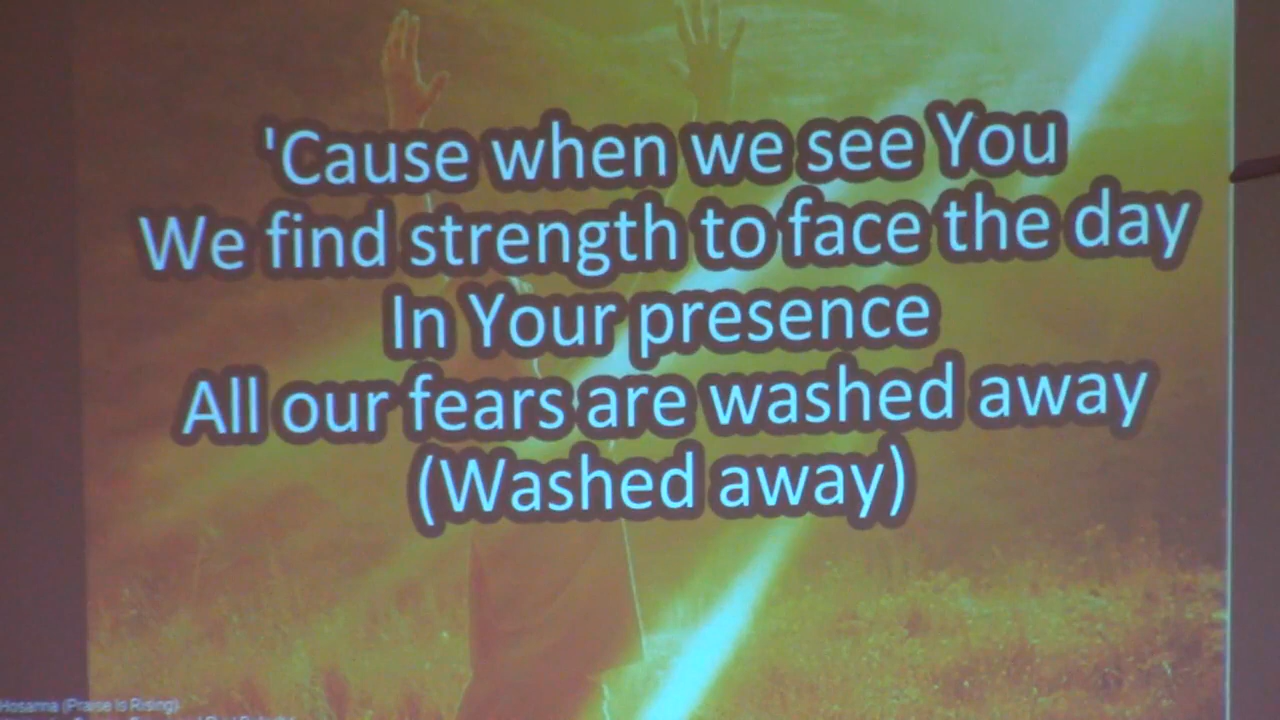 'Cause when we see You
We find strength to face the day
In Your presence
All our fears are washed away
(Washed away)
Hosanna (Praise Is Rising)